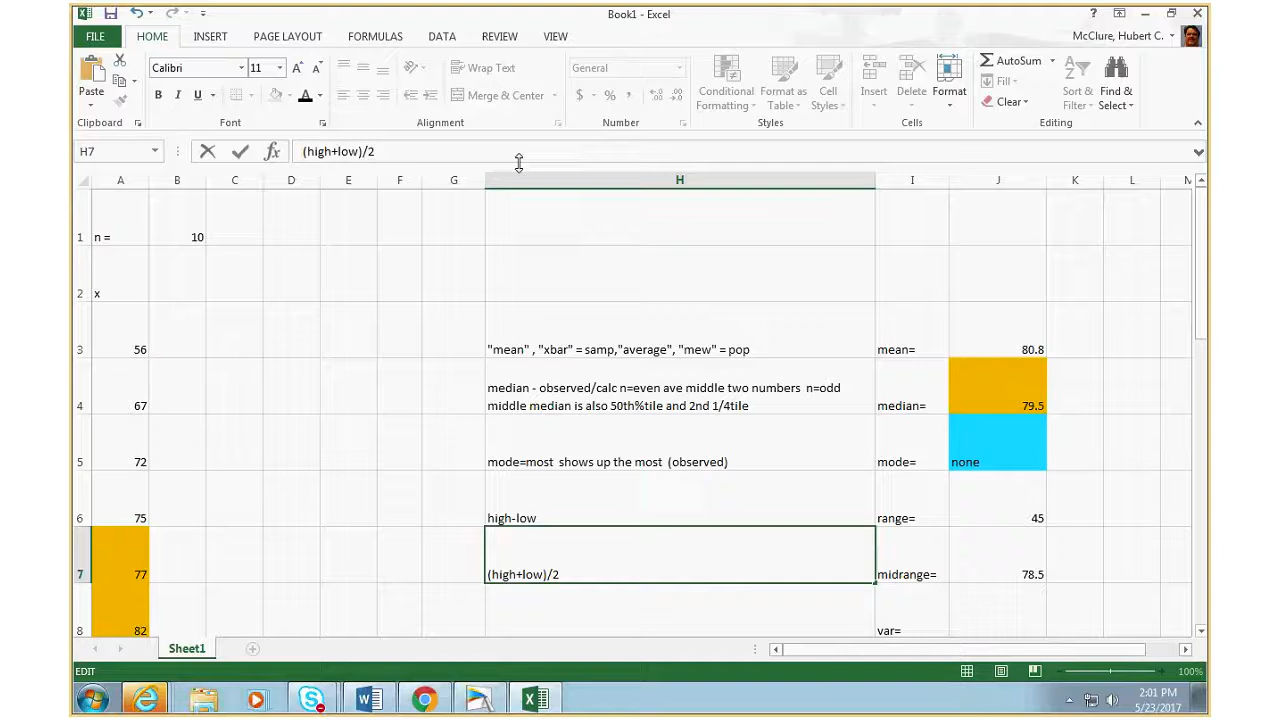 Book1 - Excel
?
FILE HOME INSERT PAGE LAYOUT FORMULAS DATA REVIEW VIEW McClure, Hubert C.
Calibri 11 A A Wrap Text General AutoSum
Fill
Paste B I U A Merge & Center $ % , Conditional Format as Cell Insert Delete Format Sort & Find &
Formatting Table Styles Clear Filter Select
Clipboard Font Alignment Number Styles Cells Editing
H7 fx (high+low)/2
A B C D E F G H I J K L M
1 n = 10
2 x
3 56 "mean" , "xbar" = samp,"average", "mew" = pop mean= 80.8
median - observed/calc n=even ave middle two numbers n=odd
4 67 middle median is also 50th%tile and 2nd 1/4tile median= 79.5
5 72 mode=most shows up the most (observed) mode= none
6 75 high-low range= 45
7 77 (high+low)/2 midrange= 78.5
8 82 var=
Sheet1
EDIT 100%
2:01 PM
5/23/2017